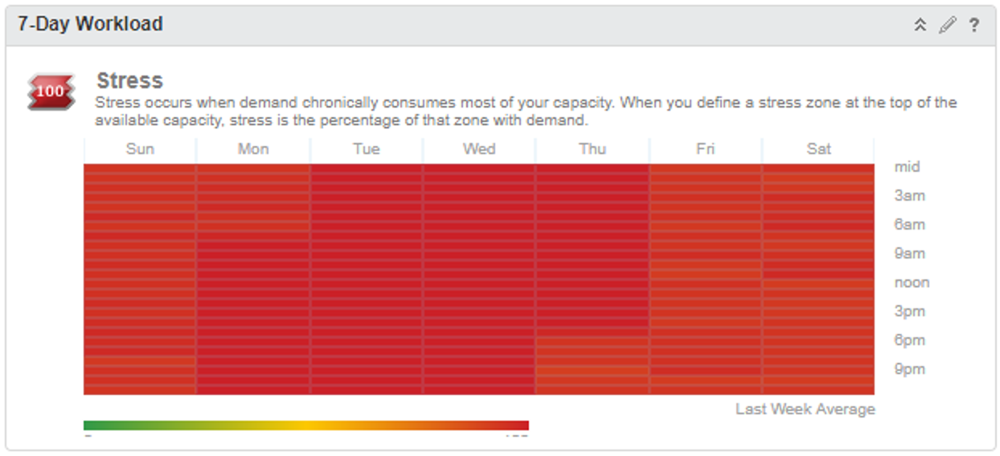 7-Day Workload
?
100
Stress
Stress occurs when demand chronically consumes most of your capacity. When you define a stress zone at the top of the
available capacity, stress is the percentage of that zone with demand.
Sun Mon Tue Wed Thu Fri Sat
mid
3am
6am
9am
noon
3pm
6pm
9pm
Last Week Average